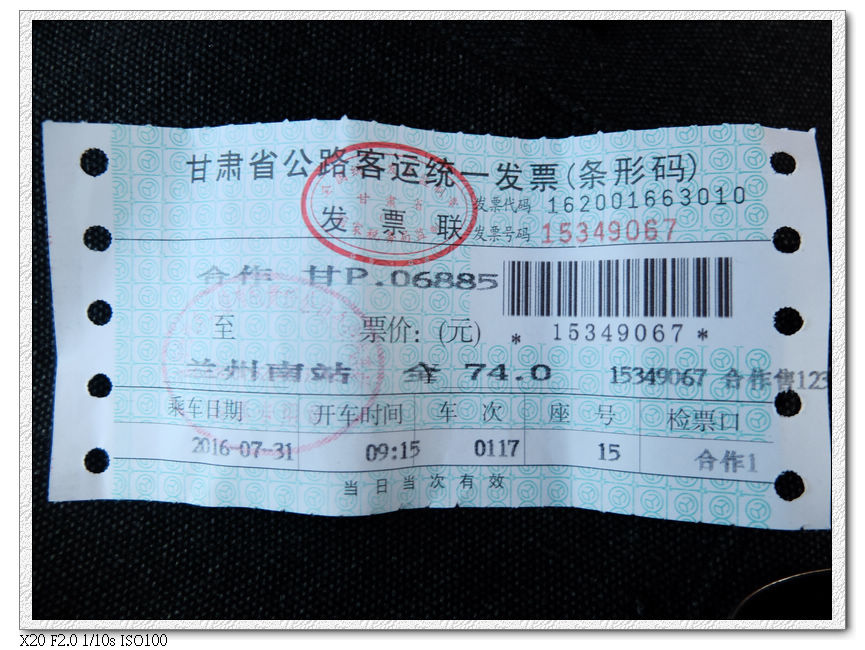 甘肃省公路客运统一发票(条形码)
发票代码 162001663010
发票联
发票号码 15349067
合作 甘P.06885
至 票价:(元) *15349067*
兰州南站 全 74.0 15349067 合作售123
乘车日期 开车时间 车次 座号 检票口
2016-07-31 09:15 0117 15 合作1
当日当次有效
X20 F2.0 1/10s ISO100